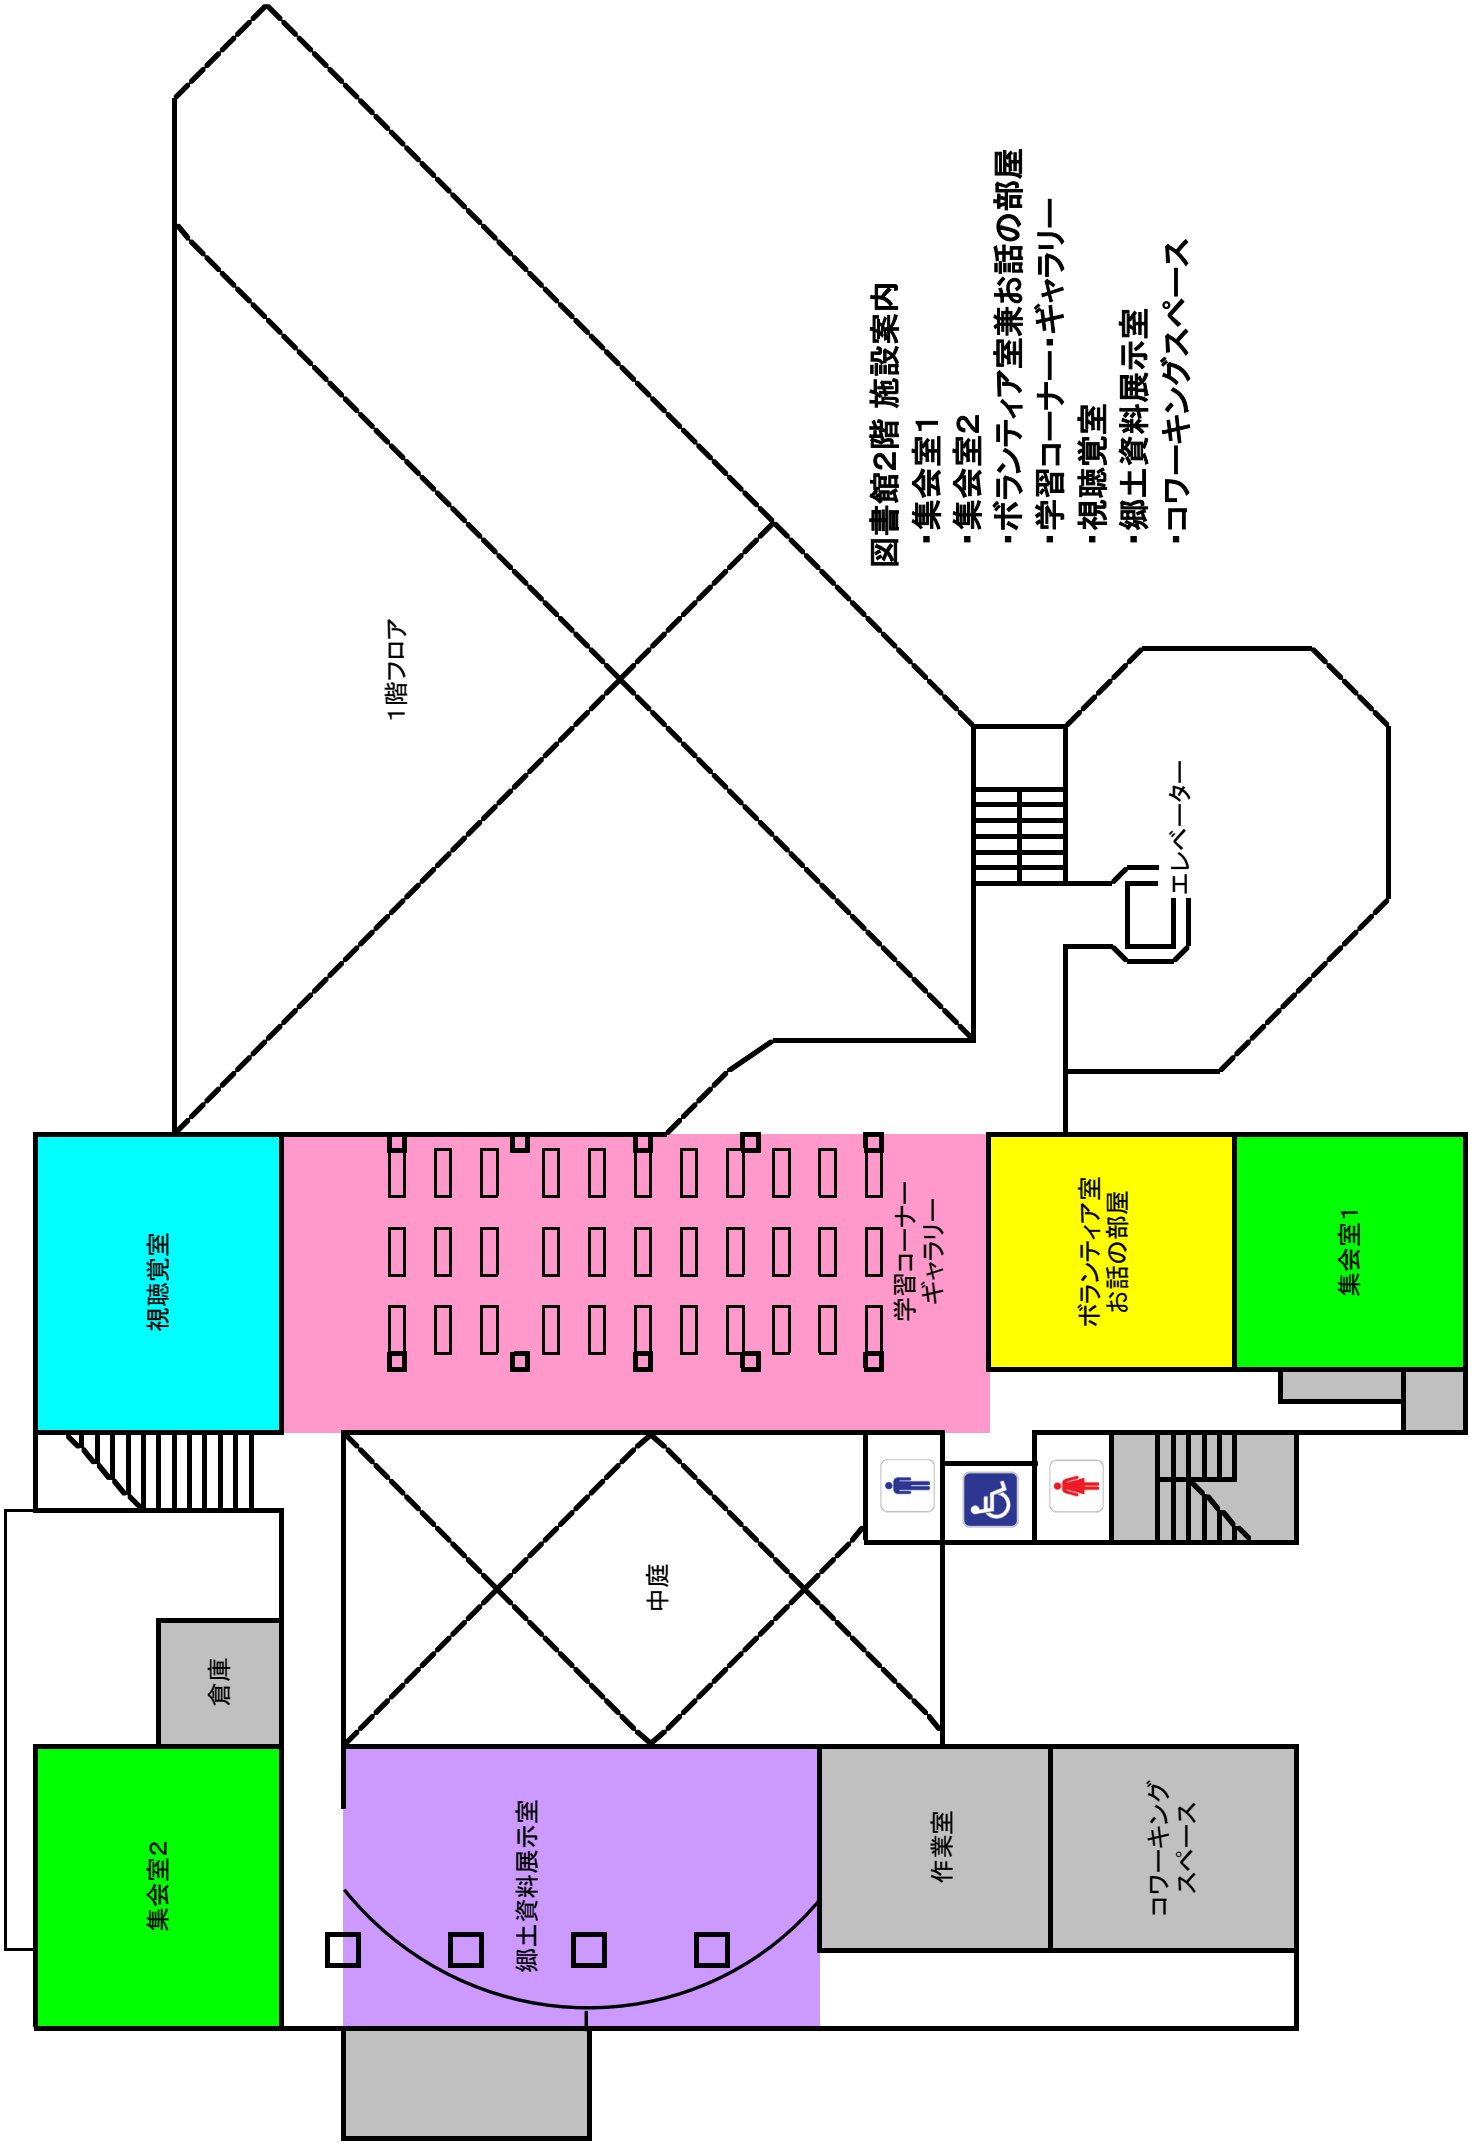 図書館2階 施設案内
・集会室1
・集会室2
・ボランティア室兼お話の部屋
・学習コーナー・ギャラリー
・視聴覚室
・郷土資料展示室
・コワーキングスペース
1階フロア
エレベーター
視聴覚室
学習コーナー
ギャラリー
ボランティア室
お話の部屋
集会室1
中庭
倉庫
集会室2
郷土資料展示室
作業室
コワーキング
スペース